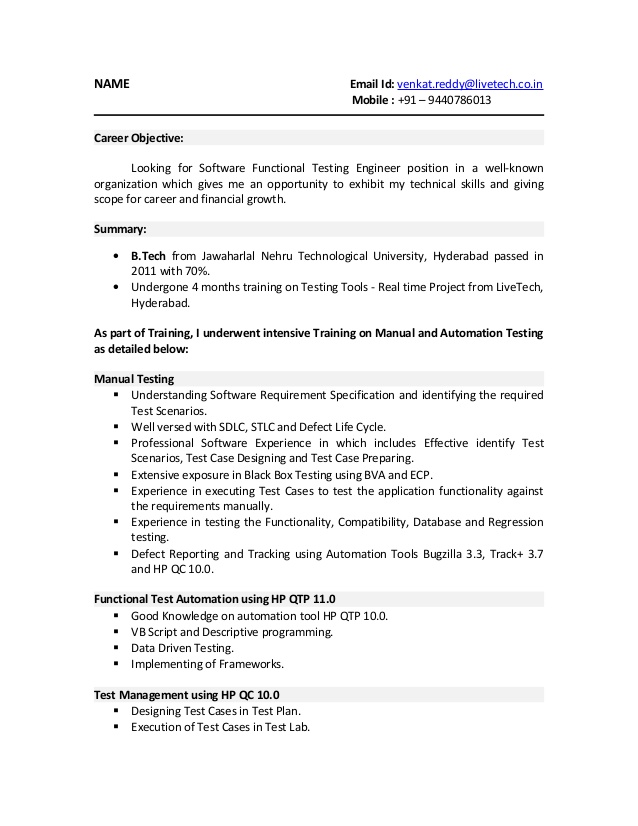 NAME Email Id: venkat.reddy@livetech.co.in
Mobile : +91 – 9440786013
Career Objective:
Looking for Software Functional Testing Engineer position in a well-known
organization which gives me an opportunity to exhibit my technical skills and giving
scope for career and financial growth.
Summary:
• B.Tech from Jawaharlal Nehru Technological University, Hyderabad passed in
2011 with 70%.
• Undergone 4 months training on Testing Tools - Real time Project from LiveTech,
Hyderabad.
As part of Training, I underwent intensive Training on Manual and Automation Testing
as detailed below:
Manual Testing
▪ Understanding Software Requirement Specification and identifying the required
Test Scenarios.
▪ Well versed with SDLC, STLC and Defect Life Cycle.
▪ Professional Software Experience in which includes Effective identify Test
Scenarios, Test Case Designing and Test Case Preparing.
▪ Extensive exposure in Black Box Testing using BVA and ECP.
▪ Experience in executing Test Cases to test the application functionality against
the requirements manually.
▪ Experience in testing the Functionality, Compatibility, Database and Regression
testing.
▪ Defect Reporting and Tracking using Automation Tools Bugzilla 3.3, Track+ 3.7
and HP QC 10.0.
Functional Test Automation using HP QTP 11.0
▪ Good Knowledge on automation tool HP QTP 10.0.
▪ VB Script and Descriptive programming.
▪ Data Driven Testing.
▪ Implementing of Frameworks.
Test Management using HP QC 10.0
▪ Designing Test Cases in Test Plan.
▪ Execution of Test Cases in Test Lab.